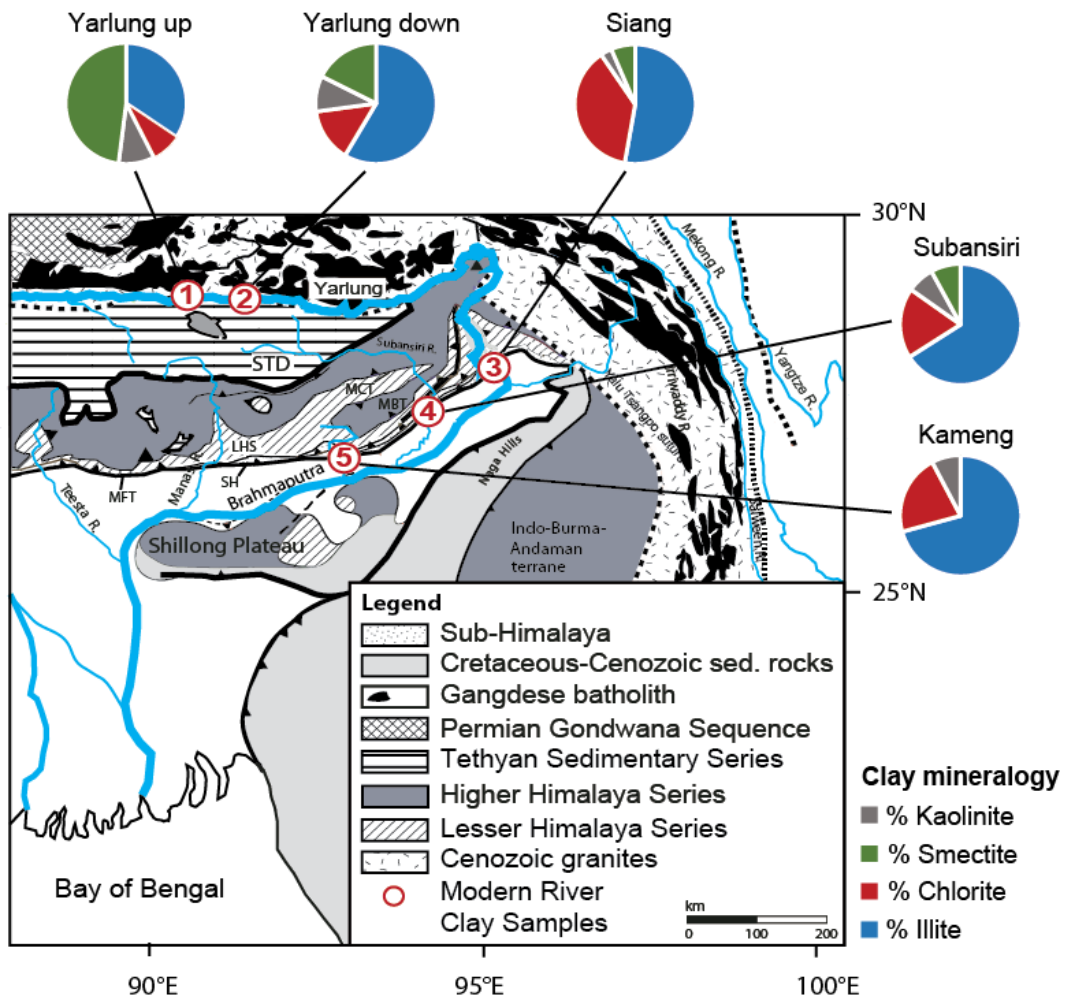 Yarlung up
Yarlung down
Siang
30°N
Mekong R.
Subansiri
1
2
Yarlung
Yangtze R.
STD
Subansiri R.
3
MCT
MBT
4
Kameng
LHS
5
Naga Hills
SH
MFT
Brahmaputra
Teesta R.
Shillong Plateau
Indo-Burma-
Andaman
terrane
25°N
Legend
Sub-Himalaya
Cretaceous-Cenozoic sed. rocks
Gangdese batholith
Permian Gondwana Sequence
Tethyan Sedimentary Series
Higher Himalaya Series
Lesser Himalaya Series
Cenozoic granites
Modern River
Clay Samples
km
0 100 200
Clay mineralogy
% Kaolinite
% Smectite
% Chlorite
% Illite
Bay of Bengal
90°E
95°E
100°E